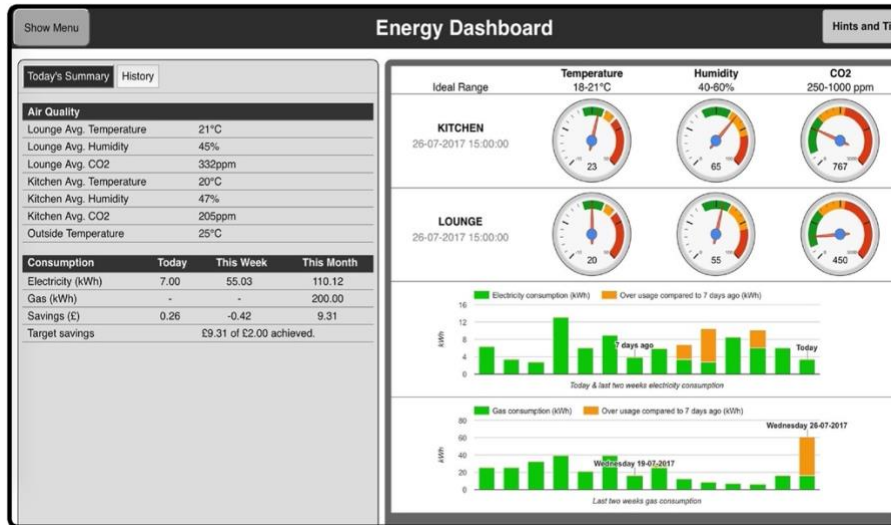 Show Menu
Energy Dashboard
Hints and Ti
Today's Summary
History
Air Quality
Lounge Avg. Temperature 21°C
Lounge Avg. Humidity 45%
Lounge Avg. CO2 332ppm
Kitchen Avg. Temperature 20°C
Kitchen Avg. Humidity 47%
Kitchen Avg. CO2 205ppm
Outside Temperature 25°C
Consumption Today This Week This Month
Electricity (kWh) 7.00 55.03 110.12
Gas (kWh) - - 200.00
Savings (£) 0.26 -0.42 9.31
Target savings £9.31 of £2.00 achieved.
Temperature Humidity CO2
Ideal Range 18-21°C 40-60% 250-1000 ppm
KITCHEN
26-07-2017 15:00:00
23 65 767
LOUNGE
26-07-2017 15:00:00
20 55 450
Electricity consumption (kWh) Over usage compared to 7 days ago (kWh)
16
12
8
4
0
kWh
7 days ago
Today
Today & last two weeks electricity consumption
Gas consumption (kWh) Over usage compared to 7 days ago (kWh)
80
60
40
20
0
kWh
Wednesday 19-07-2017
Wednesday 26-07-2017
Last two weeks gas consumption